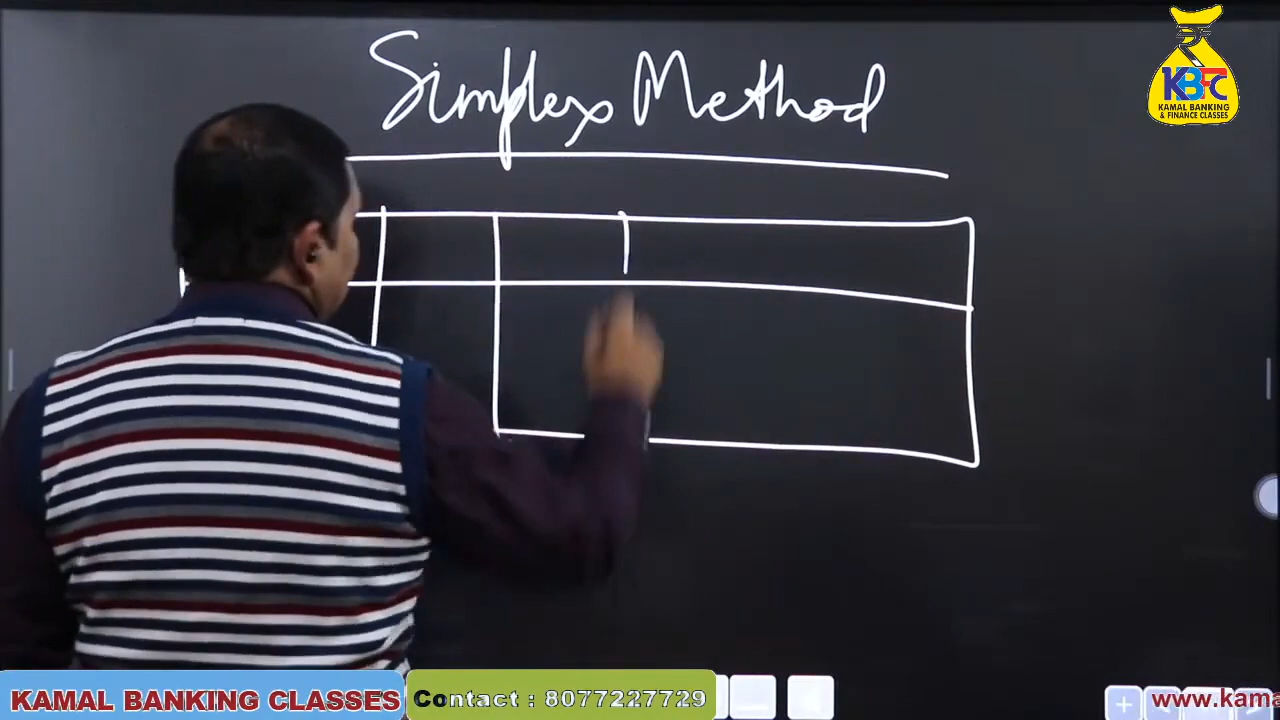 Simplex Method
KBFC
KAMAL BANKING
& FINANCE CLASSES
KAMAL BANKING CLASSES
Contact : 8077227729
www.kama